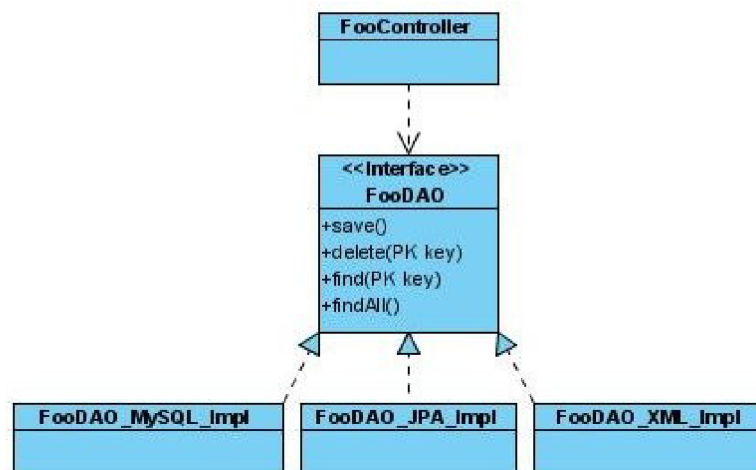 FooController
<<Interface>>
FooDAO
+save()
+delete(PK key)
+find(PK key)
+findAll()
FooDAO_MySQL_Impl
FooDAO_JPA_Impl
FooDAO_XML_Impl